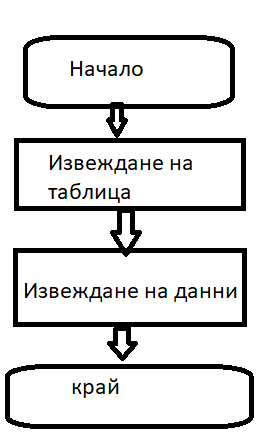 Начало
Извеждане на
таблица
Извеждане на данни
край